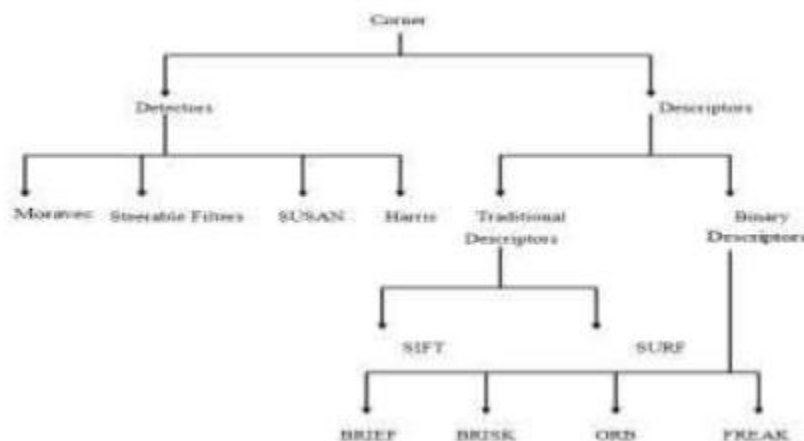 Corner
Detectors
Descriptors
Moravec
Steerable Filters
SUSAN
Harris
Traditional
Descriptors
Binary
Descriptors
SIFT
SURF
BRIEF
BRISK
ORB
FREAK